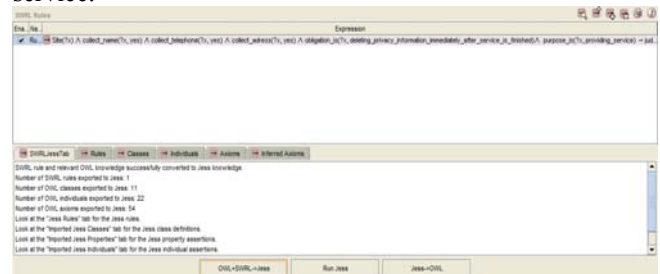 service.
SWRL Rules
Ena... Na... Expression
Ru... Site(?x) Λ collect_name(?x, yes) Λ collect_telephone(?x, yes) Λ collect_adress(?x, yes) Λ obligation_is(?x, deleting_privacy_information_immediately_after_service_is_finished) Λ purpose_is(?x, providing_service) → jud...
SWRLJessTab Rules Classes Individuals Axioms Inferred Axioms
SWRL rule and relevant OWL knowledge successfully converted to Jess knowledge.
Number of SWRL rules exported to Jess: 1
Number of OWL classes exported to Jess: 11
Number of OWL individuals exported to Jess: 22
Number of OWL axioms exported to Jess: 54
Look at the "Jess Rules" tab for the Jess rules.
Look at the "Imported Jess Classes" tab for the Jess class definitions.
Look at the "Imported Jess Properties" tab for the Jess property assertions.
Look at the "Imported Jess Individuals" tab for the Jess individual assertions.
OWL+SWRL->Jess Run Jess Jess->OWL